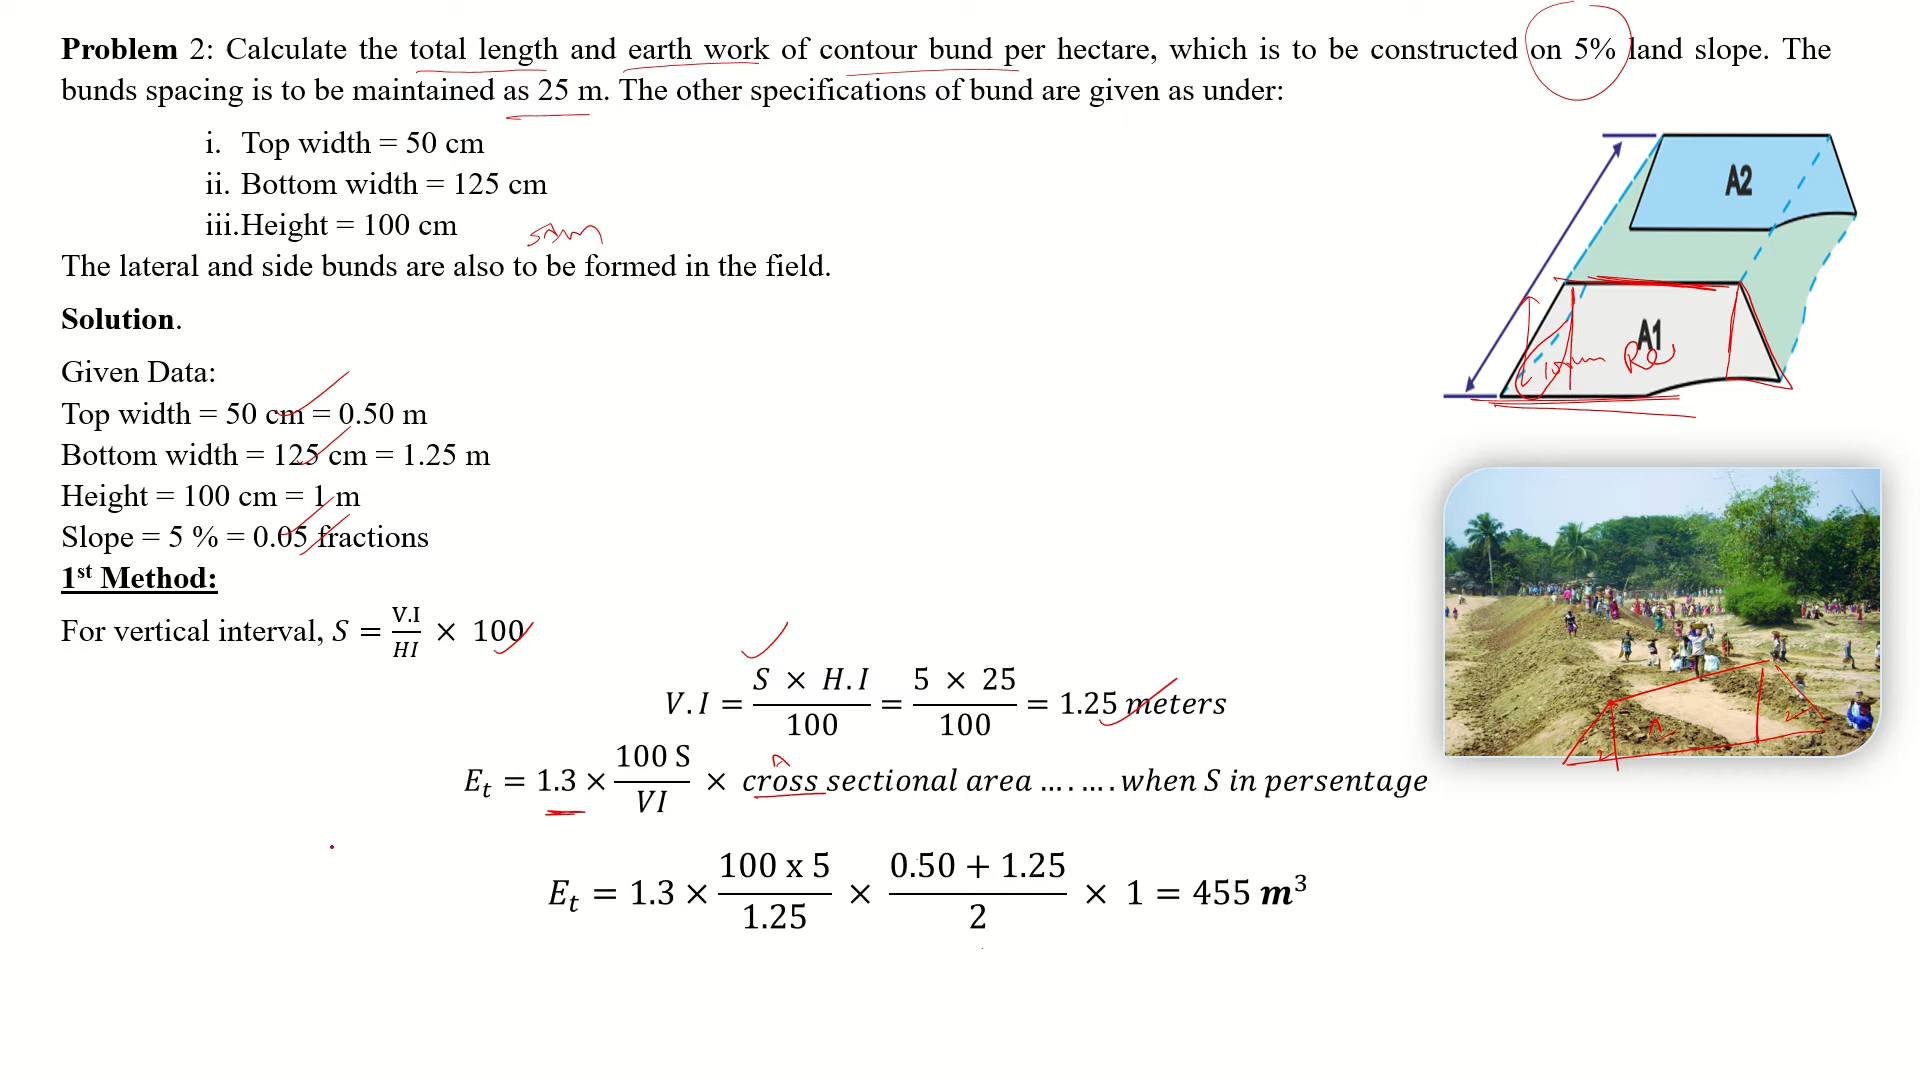 Problem 2: Calculate the total length and earth work of contour bund per hectare, which is to be constructed on 5% land slope. The
bunds spacing is to be maintained as 25 m. The other specifications of bund are given as under:
i. Top width = 50 cm
ii. Bottom width = 125 cm
iii.Height = 100 cm
The lateral and side bunds are also to be formed in the field.
Solution.
Given Data:
Top width = 50 cm = 0.50 m
Bottom width = 125 cm = 1.25 m
Height = 100 cm = 1 m
Slope = 5 % = 0.05 fractions
1st Method:
For vertical interval, S = V.I / HI × 100
V.I = S × H.I / 100 = 5 × 25 / 100 = 1.25 meters
Et = 1.3 × 100 S / VI × cross sectional area ... ... . when S in persentage
Et = 1.3 × 100 x 5 / 1.25 × 0.50 + 1.25 / 2 × 1 = 455 m³
A2
A1